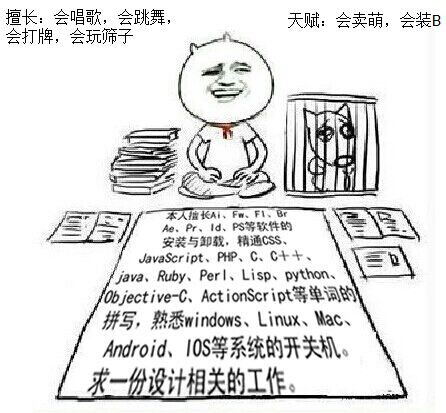 擅长：会唱歌，会跳舞，
会打牌，会玩筛子
天赋：会卖萌，会装B
本人擅长Ai、Fw、Fl、Br
Ae、Pr、Id、PS等软件的
安装与卸载，精通CSS、
JavaScript、PHP、C、C＋＋、
java、Ruby、Perl、Lisp、python、
Objective-C、ActionScript等单词的
拼写，熟悉windows、Linux、Mac、
Android、IOS等系统的开关机。
求一份设计相关的工作。